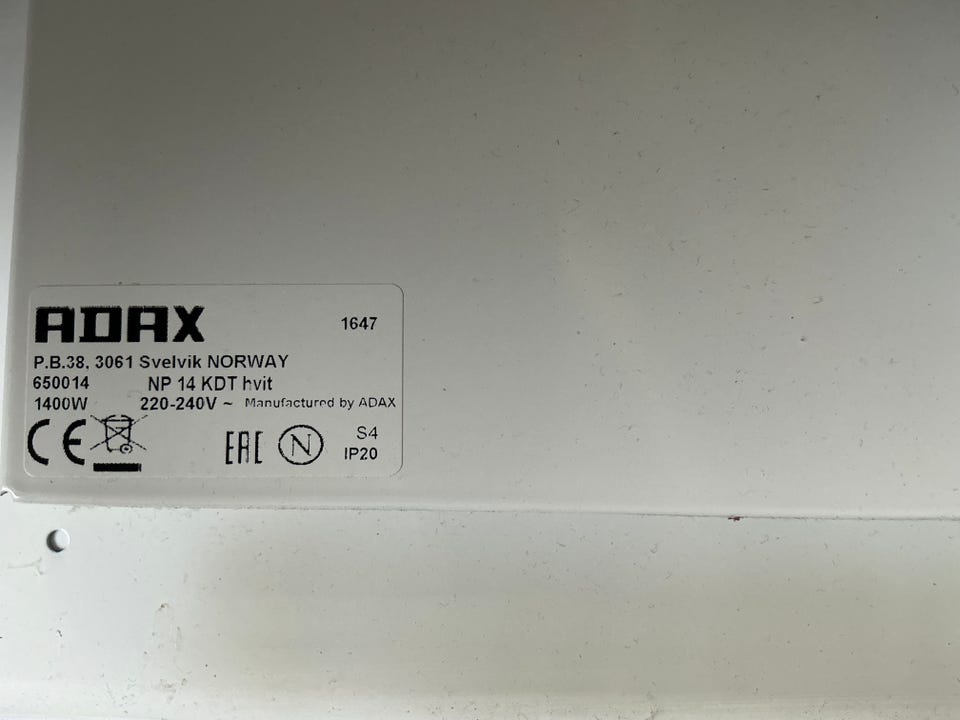 ADAX 1647
P.B.38, 3061 Svelvik NORWAY
650014 NP 14 KDT hvit
1400W 220-240V ~ Manufactured by ADAX
CE EAC N S4
IP20